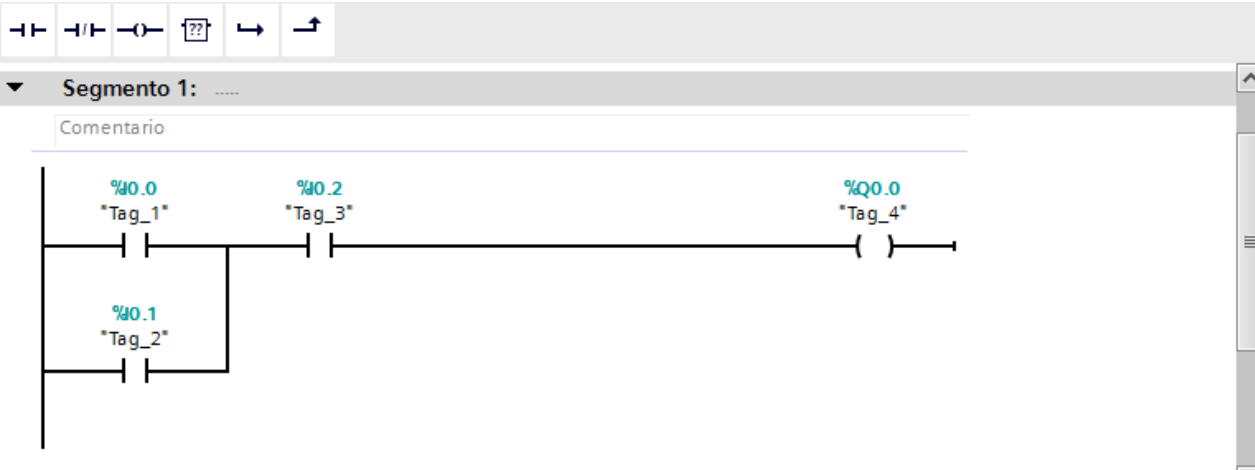 ??
Segmento 1: .....
Comentario
%I0.0 %I0.2 %Q0.0
"Tag_1" "Tag_3" "Tag_4"
%I0.1
"Tag_2"